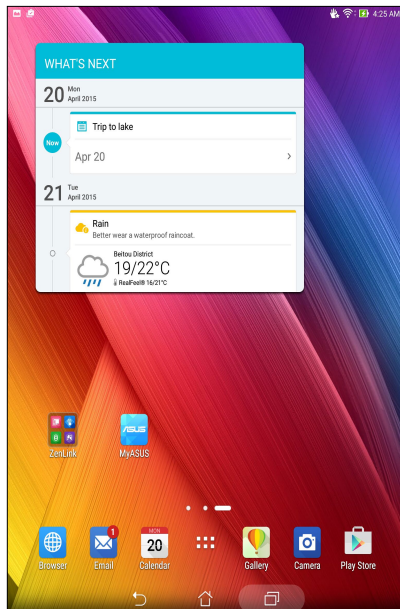 4:25 AM
WHAT'S NEXT
20 Mon
April 2015
Trip to lake
Now
Apr 20
21 Tue
April 2015
Rain
Better wear a waterproof raincoat.
Beitou District
19/22°C
RealFeel® 16/21°C
ZenLink
/ISUS
MyASUS
1
MON
20
Browser
Email
Calendar
Gallery
Camera
Play Store